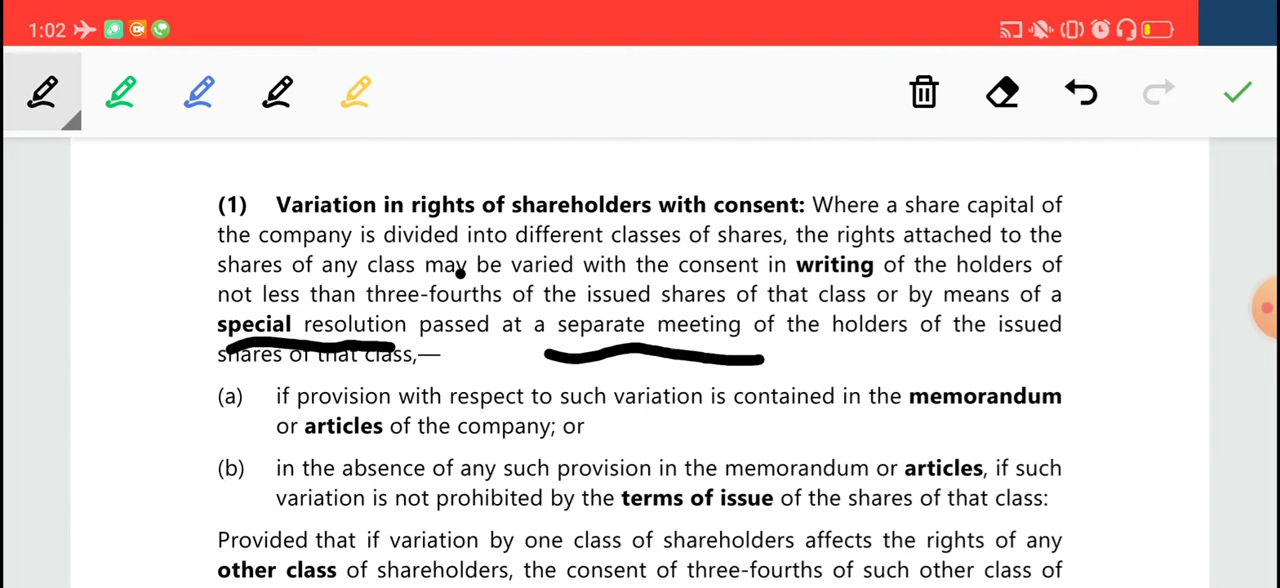 1:02
(1) Variation in rights of shareholders with consent: Where a share capital of
the company is divided into different classes of shares, the rights attached to the
shares of any class may be varied with the consent in writing of the holders of
not less than three-fourths of the issued shares of that class or by means of a
special resolution passed at a separate meeting of the holders of the issued
shares of that class,—
(a) if provision with respect to such variation is contained in the memorandum
or articles of the company; or
(b) in the absence of any such provision in the memorandum or articles, if such
variation is not prohibited by the terms of issue of the shares of that class:
Provided that if variation by one class of shareholders affects the rights of any
other class of shareholders, the consent of three-fourths of such other class of